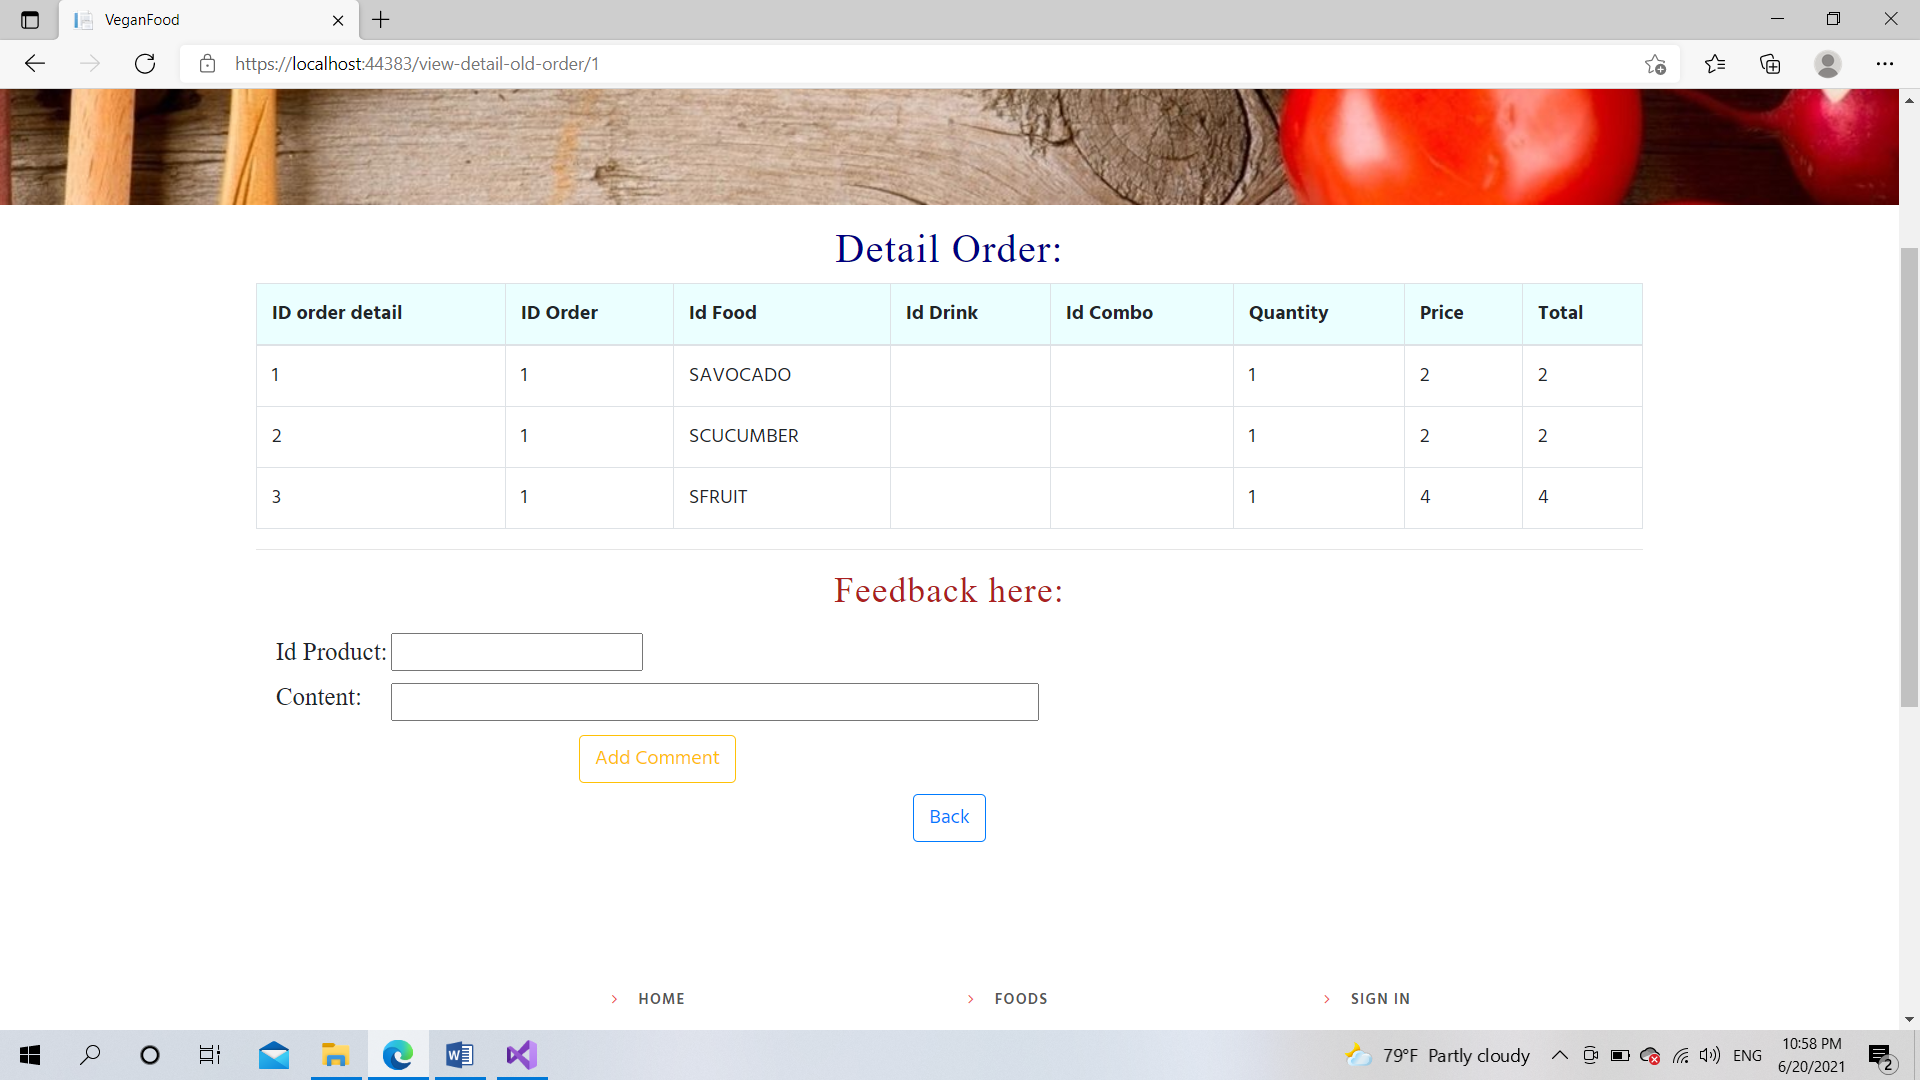 VeganFood
https://localhost:44383/view-detail-old-order/1
Detail Order:
ID order detail ID Order Id Food Id Drink Id Combo Quantity Price Total
1 1 SAVOCADO 1 2 2
2 1 SCUCUMBER 1 2 2
3 1 SFRUIT 1 4 4
Feedback here:
Id Product:
Content:
Add Comment
Back
HOME FOODS SIGN IN
79°F Partly cloudy ENG 10:58 PM
6/20/2021 2